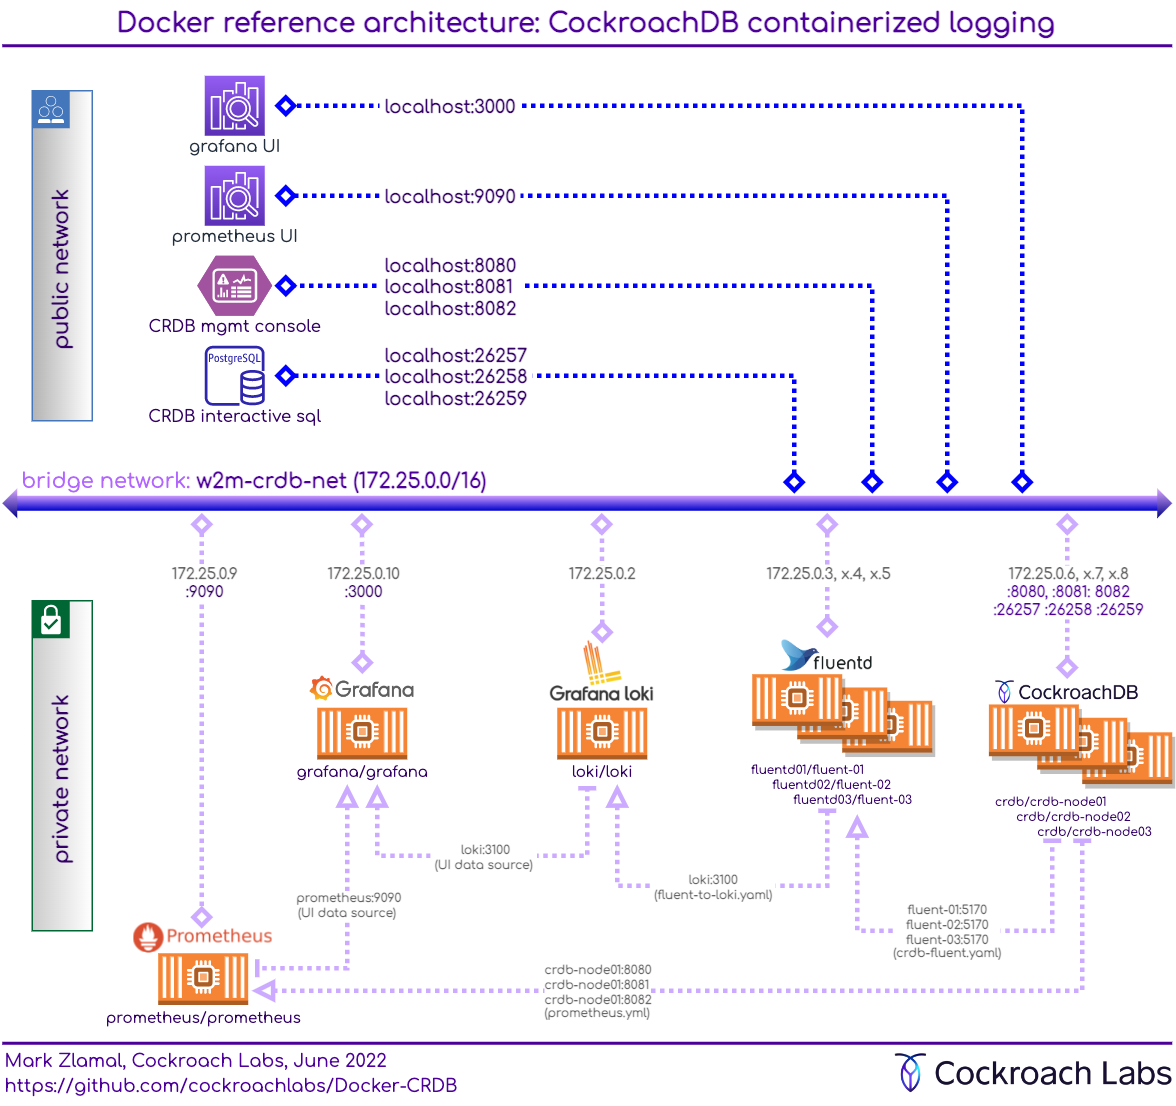 Docker reference architecture: CockroachDB containerized logging
public network
grafana UI
localhost:3000
prometheus UI
localhost:9090
CRDB mgmt console
localhost:8080
localhost:8081
localhost:8082
PostgreSQL
CRDB interactive sql
localhost:26257
localhost:26258
localhost:26259
bridge network: w2m-crdb-net (172.25.0.0/16)
private network
172.25.0.9
:9090
172.25.0.10
:3000
172.25.0.2
172.25.0.3, x.4, x.5
172.25.0.6, x.7, x.8
:8080, :8081: 8082
:26257 :26258 :26259
Grafana
grafana/grafana
Grafana loki
loki/loki
fluentd
fluentd01/fluent-01
fluentd02/fluent-02
fluentd03/fluent-03
CockroachDB
crdb/crdb-node01
crdb/crdb-node02
crdb/crdb-node03
loki:3100
(UI data source)
prometheus:9090
(UI data source)
loki:3100
(fluent-to-loki.yaml)
fluent-01:5170
fluent-02:5170
fluent-03:5170
(crdb-fluent.yaml)
Prometheus
prometheus/prometheus
crdb-node01:8080
crdb-node01:8081
crdb-node01:8082
(prometheus.yml)
Mark Zlamal, Cockroach Labs, June 2022
https://github.com/cockroachlabs/Docker-CRDB
Cockroach Labs